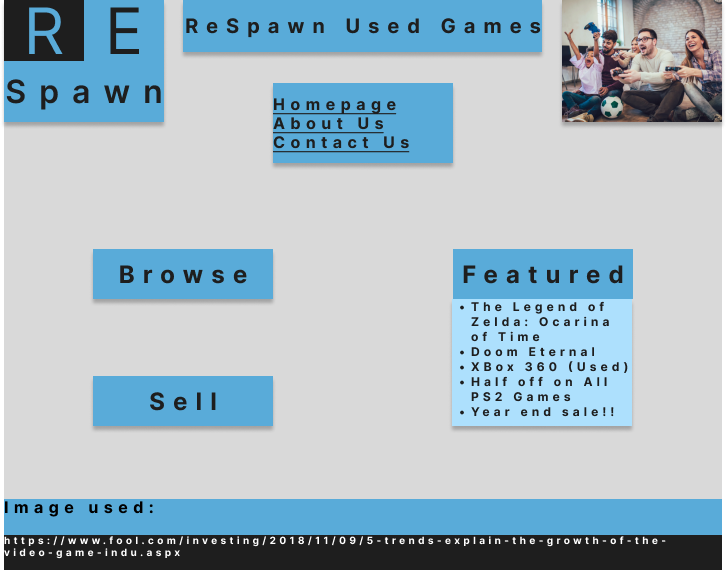 RE
Spawn
ReSpawn Used Games
Homepage
About Us
Contact Us
Browse
Sell
Featured
• The Legend of
Zelda: Ocarina
of Time
• Doom Eternal
• XBox 360 (Used)
• Half off on All
PS2 Games
• Year end sale!!
Image used:
https://www.fool.com/investing/2018/11/09/5-trends-explain-the-growth-of-the-
video-game-indu.aspx